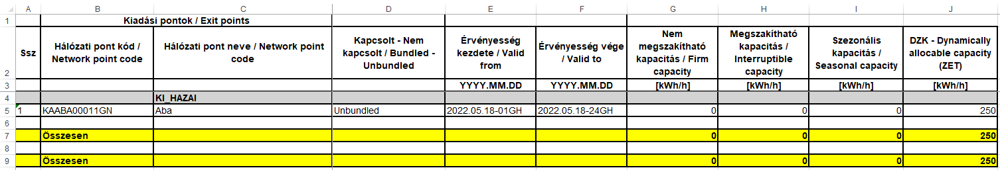 A B C D E F G H I J
1 Kiadási pontok / Exit points
2 Ssz Hálózati pont kód / Network point code Hálózati pont neve / Network point code Kapcsolt - Nem kapcsolt / Bundled - Unbundled Érvényesség kezdete / Valid from Érvényesség vége / Valid to Nem megszakítható kapacitás / Firm capacity Megszakítható kapacitás / Interruptible capacity Szezonális kapacitás / Seasonal capacity DZK - Dynamically allocable capacity (ZET)
3 YYYY.MM.DD YYYY.MM.DD [kWh/h] [kWh/h] [kWh/h] [kWh/h]
4 KI_HAZAI
5 1 KAABA00011GN Aba Unbundled 2022.05.18-01GH 2022.05.18-24GH 0 0 0 250
6
7 Összesen 0 0 0 250
8
9 Összesen 0 0 0 250